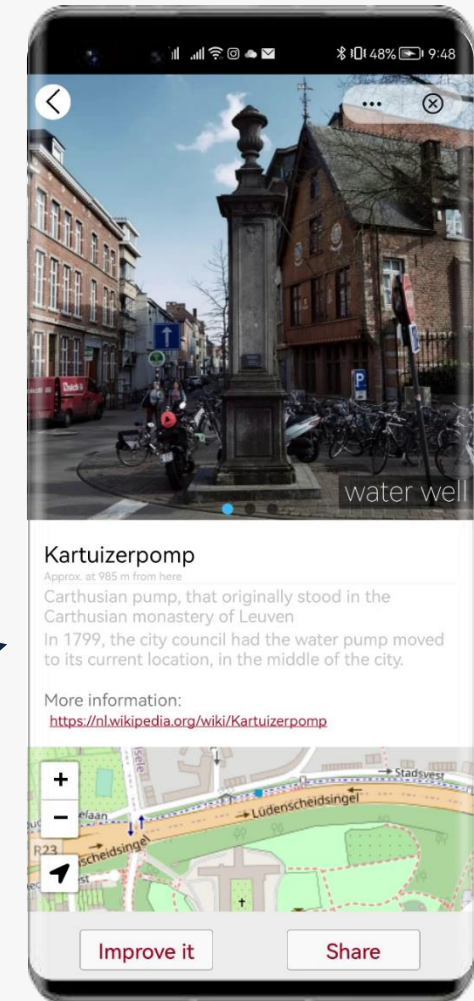 48% 9:48
P
water well
Kartuizerpomp
Approx. at 985 m from here
Carthusian pump, that originally stood in the
Carthusian monastery of Leuven
In 1799, the city council had the water pump moved
to its current location, in the middle of the city.
More information:
https://nl.wikipedia.org/wiki/Kartuizerpomp
+
Stadsvest
−
Lüdenscheidsingel
R23
Improve it
Share